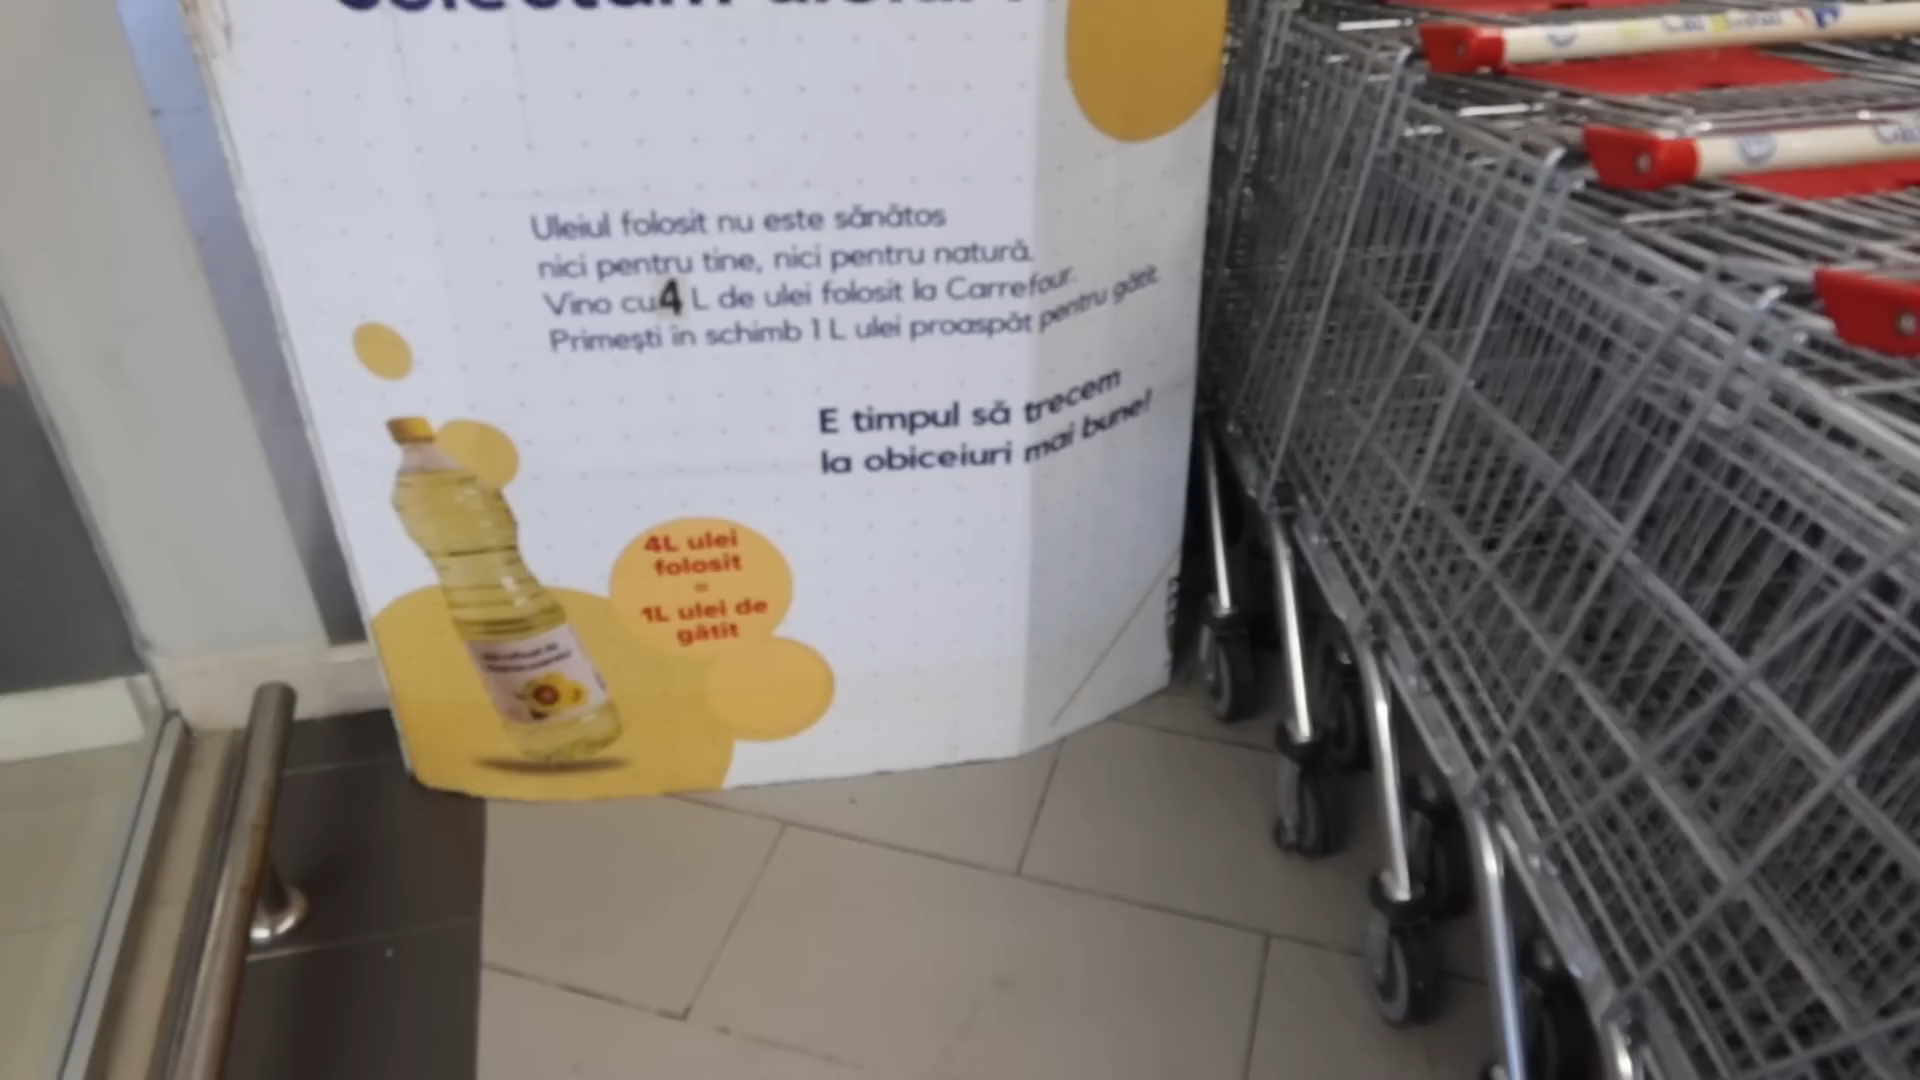 Uleiul folosit nu este sănătos
nici pentru tine, nici pentru natură.
Vino cu 4 L de ulei folosit la Carrefour.
Primești în schimb 1 L ulei proaspăt pentru gătit.
E timpul să trecem
la obiceiuri mai bune!
4L ulei
folosit
=
1L ulei de
gătit